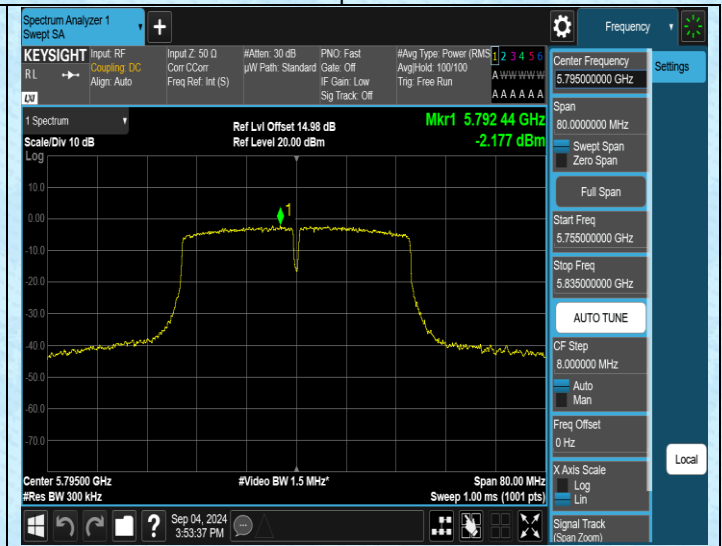 Spectrum Analyzer 1
Swept SA
Frequency
KEYSIGHT
RL
LXI
Input: RF
Coupling: DC
Align: Auto
Input Z: 50 Ω
Corr CCorr
Freq Ref: Int (S)
#Atten: 30 dB
µW Path: Standard
PNO: Fast
Gate: Off
IF Gain: Low
Sig Track: Off
#Avg Type: Power (RMS
Avg|Hold: 100/100
Trig: Free Run
1 2 3 4 5 6
A W W W W W
A A A A A A
1 Spectrum
Scale/Div 10 dB
Ref Lvl Offset 14.98 dB
Ref Level 20.00 dBm
Mkr1 5.792 44 GHz
-2.177 dBm
Log
10.0
0.00
-10.0
-20.0
-30.0
-40.0
-50.0
-60.0
-70.0
1
Center 5.79500 GHz
#Res BW 300 kHz
#Video BW 1.5 MHz*
Span 80.00 MHz
Sweep 1.00 ms (1001 pts)
Sep 04, 2024
3:53:37 PM
Center Frequency
5.795000000 GHz
Settings
Span
80.0000000 MHz
Swept Span
Zero Span
Full Span
Start Freq
5.755000000 GHz
Stop Freq
5.835000000 GHz
AUTO TUNE
CF Step
8.000000 MHz
Auto
Man
Freq Offset
0 Hz
X Axis Scale
Log
Lin
Local
Signal Track
(Span Zoom)